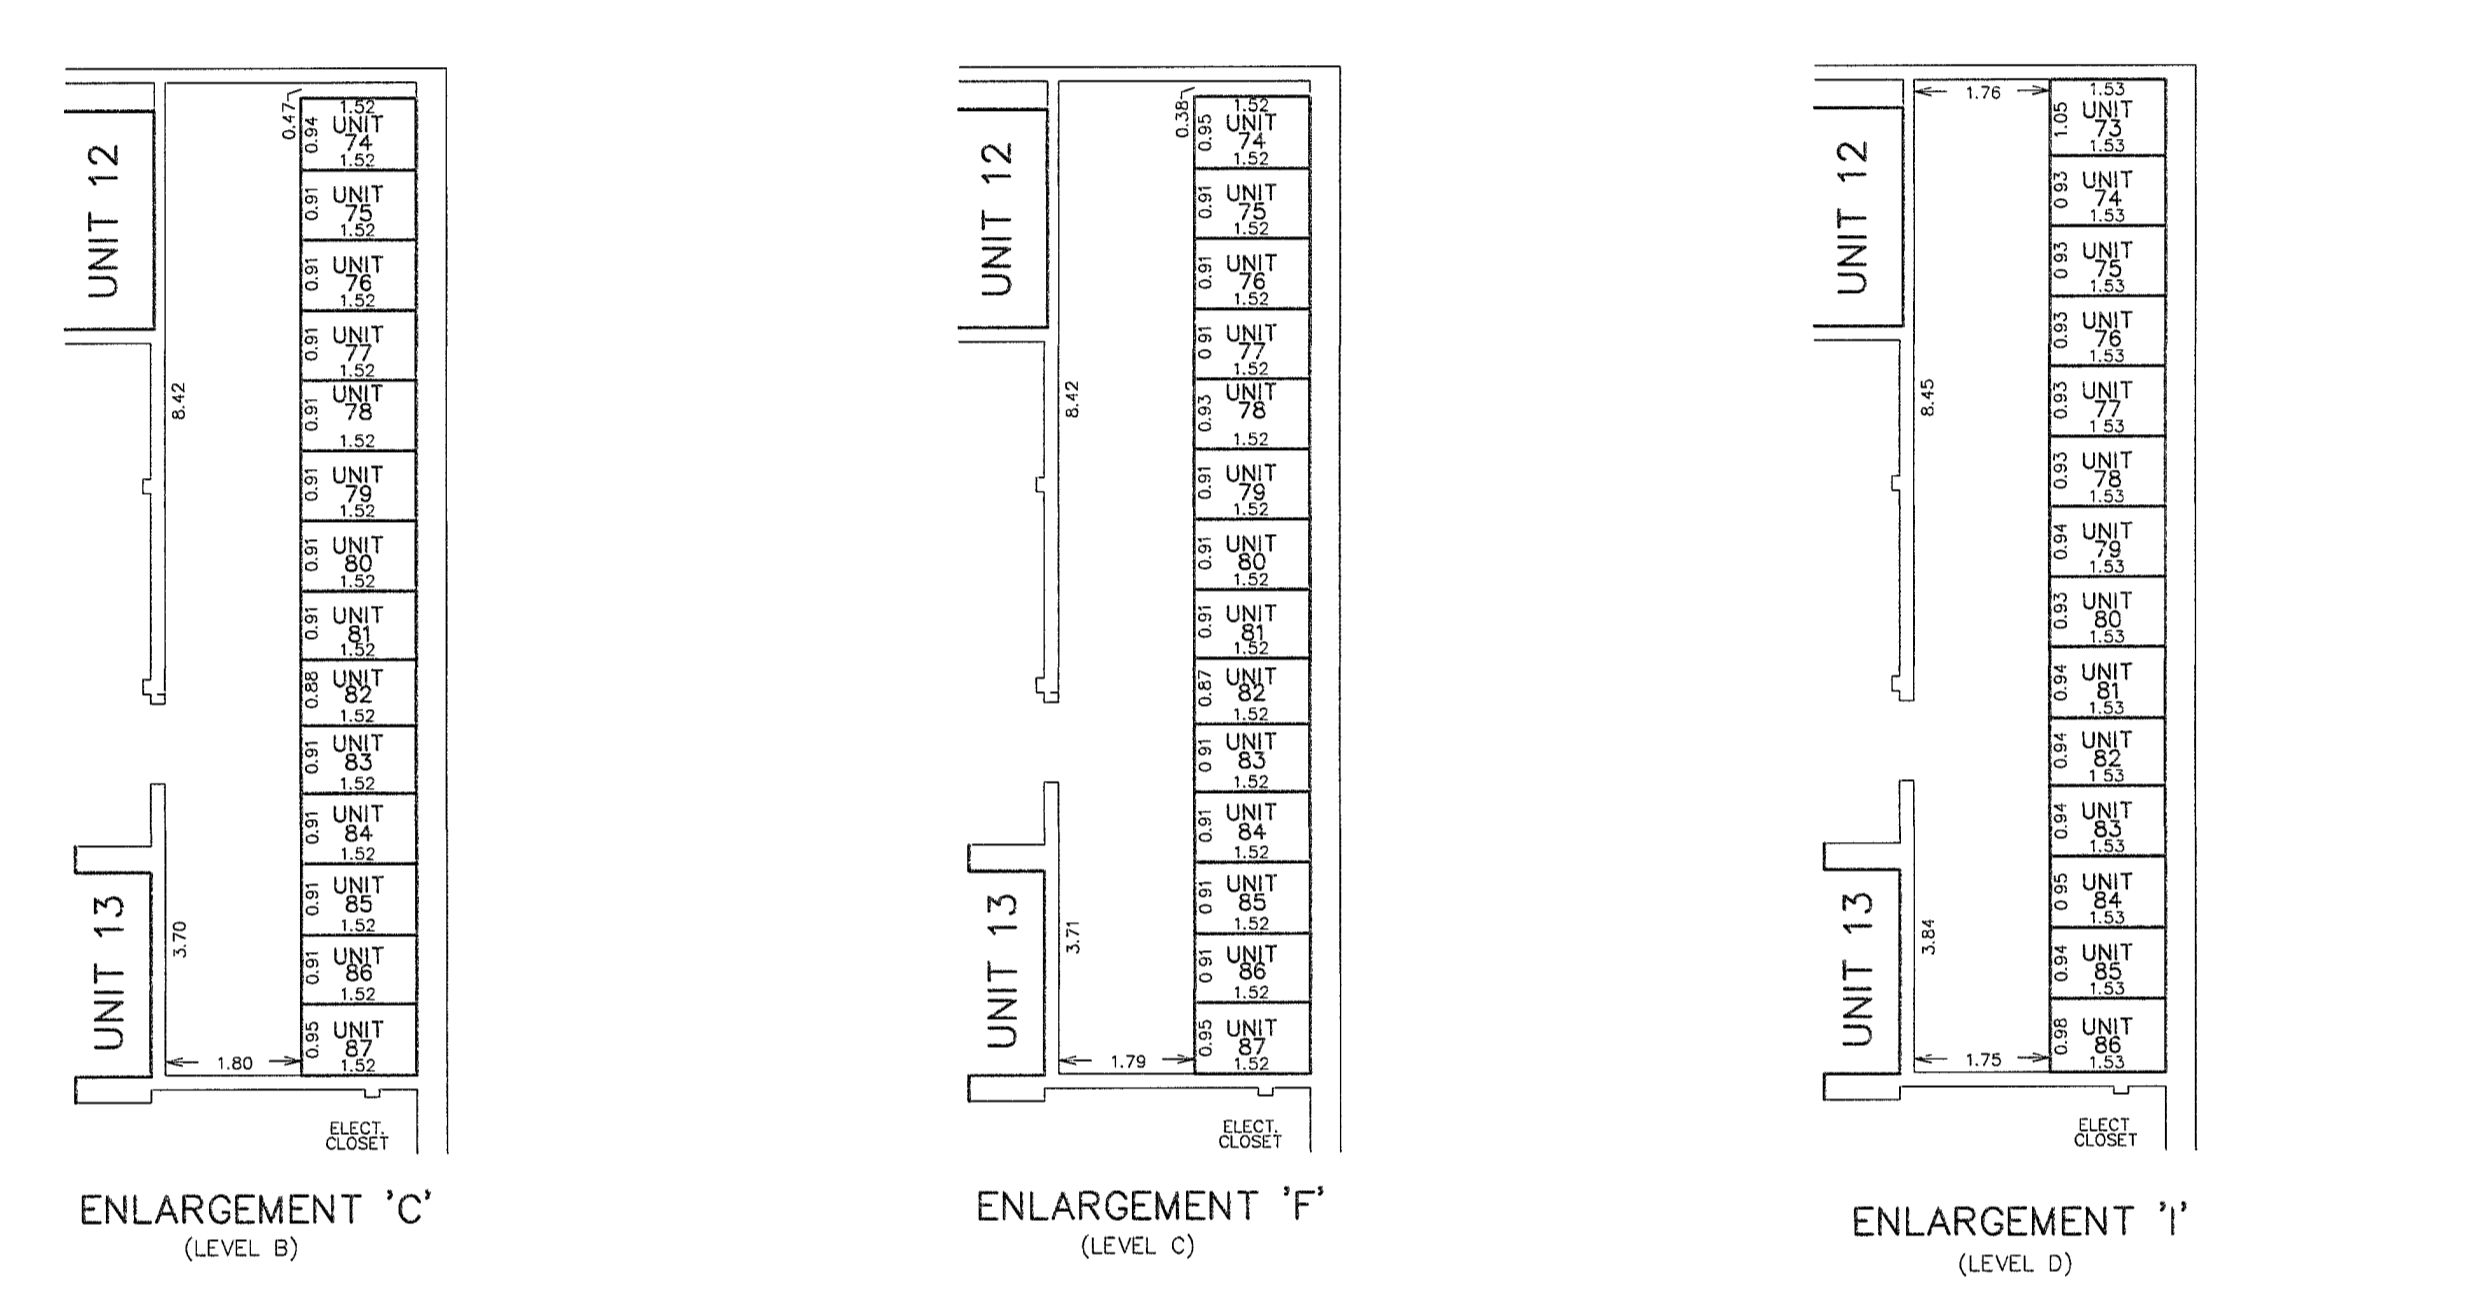 0.47
1.52
UNIT
74
0.94
1.52
UNIT
75
0.91
1.52
UNIT
76
0.91
1.52
UNIT
77
0.91
1.52
UNIT
78
0.91
1.52
UNIT
79
0.91
1.52
UNIT
80
0.91
1.52
UNIT
81
0.91
1.52
UNIT
82
0.88
1.52
UNIT
83
0.91
1.52
UNIT
84
0.91
1.52
UNIT
85
0.91
1.52
UNIT
86
0.91
1.52
UNIT
87
0.95
1.52
UNIT 12
8.42
UNIT 13
3.70
1.80
ELECT.
CLOSET
ENLARGEMENT 'C'
(LEVEL B)
0.38
1.52
UNIT
74
0.95
1.52
UNIT
75
0.91
1.52
UNIT
76
0.91
1.52
UNIT
77
0 91
1.52
UNIT
78
0.93
1.52
UNIT
79
0.91
1.52
UNIT
80
0.91
1.52
UNIT
81
0.91
1.52
UNIT
82
0.87
1.52
UNIT
83
0 91
1.52
UNIT
84
0.91
1.52
UNIT
85
0 91
1.52
UNIT
86
0 91
1.52
UNIT
87
0.95
1.52
UNIT 12
8.42
UNIT 13
3.71
1.79
ELECT.
CLOSET
ENLARGEMENT 'F'
(LEVEL C)
1.76
1.53
UNIT
73
1.05
1.53
UNIT
74
0 93
1.53
UNIT
75
0 93
1.53
UNIT
76
0.93
1.53
UNIT
77
0.93
1 53
UNIT
78
0.93
1.53
UNIT
79
0.94
1.53
UNIT
80
0.93
1.53
UNIT
81
0.94
1.53
UNIT
82
0.94
1 53
UNIT
83
0.94
1.53
UNIT
84
0 95
1.53
UNIT
85
0.94
1.53
UNIT
86
0.98
1.53
UNIT 12
8.45
UNIT 13
3.84
1.75
ELECT
CLOSET
ENLARGEMENT 'I'
(LEVEL D)